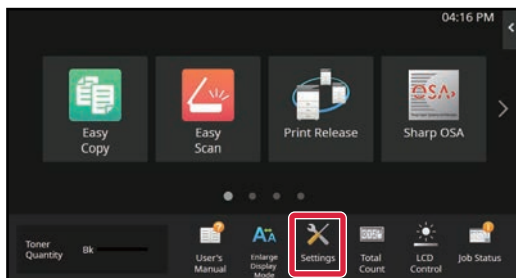 04:16 PM
Easy
Copy
Easy
Scan
Print Release
OSA
Sharp OSA
Toner
Quantity
Bk
User's
Manual
Enlarge
Display
Mode
Settings
Total
Count
LCD
Control
Job Status